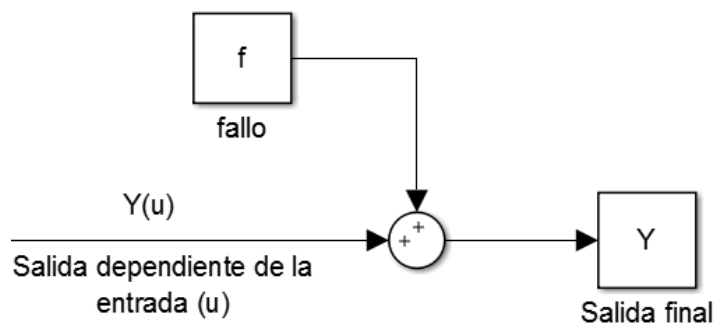 f
fallo
Y(u)
+
+
Y
Salida dependiente de la
entrada (u)
Salida final